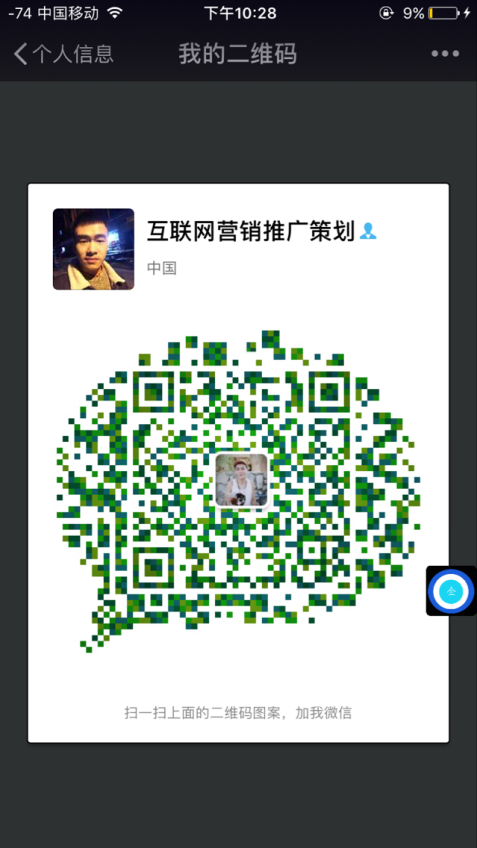 -74 中国移动 下午10:28 9%
个人信息 我的二维码
互联网营销推广策划
中国
全
扫一扫上面的二维码图案，加我微信